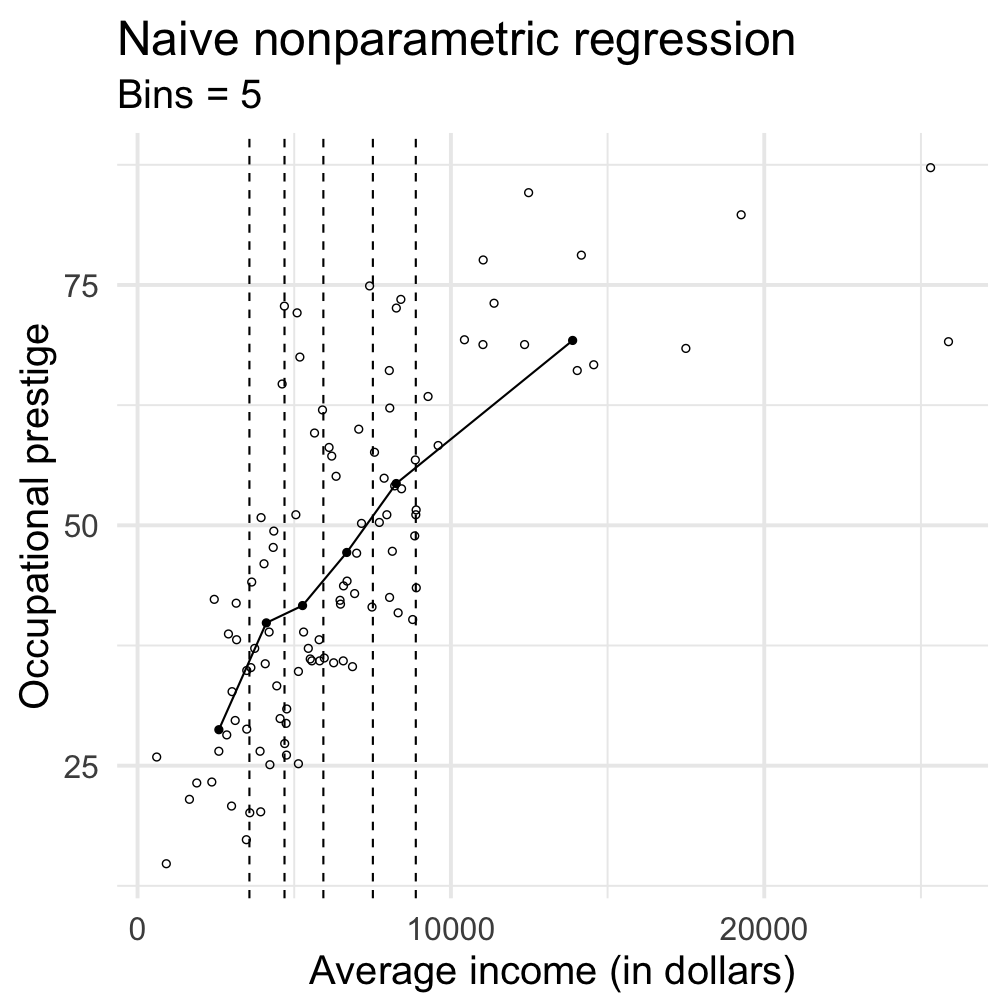 Naive nonparametric regression
Bins = 5
75
50
25
Occupational prestige
0 10000 20000
Average income (in dollars)